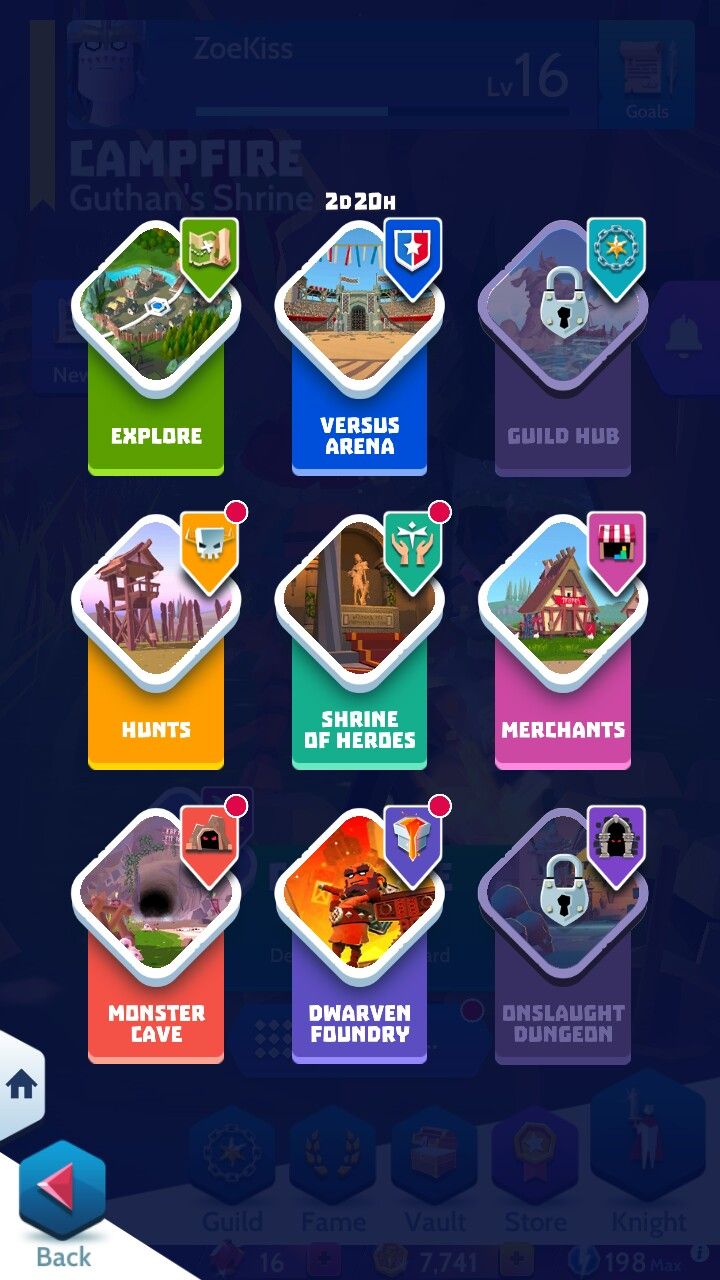 ZoeKiss
Lv16
Goals
CAMPFIRE
Guthan's Shrine
2D 20H
EXPLORE
VERSUS
ARENA
GUILD HUB
New
HUNTS
SHRINE
OF HEROES
MERCHANTS
MONSTER
CAVE
DWARVEN
FOUNDRY
ONSLAUGHT
DUNGEON
Guild
Fame
Vault
Store
Knight
Back
16
7,741
198 Max